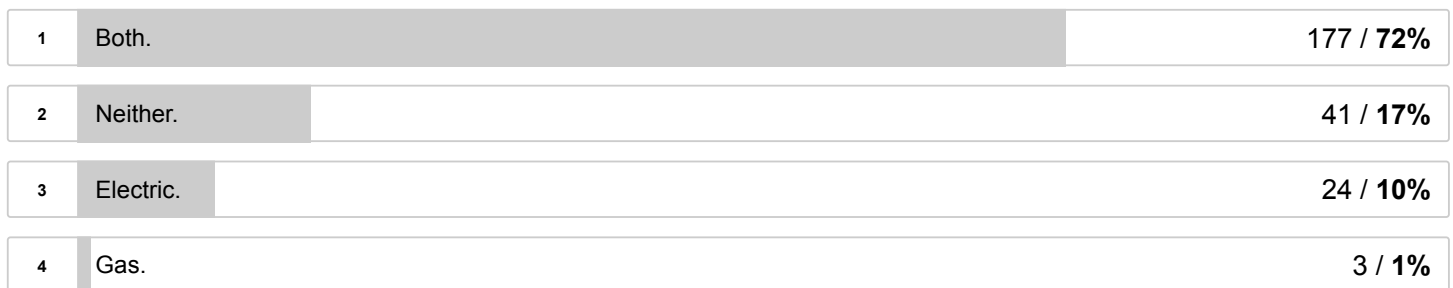 1 Both. 177 / 72%
2 Neither. 41 / 17%
3 Electric. 24 / 10%
4 Gas. 3 / 1%